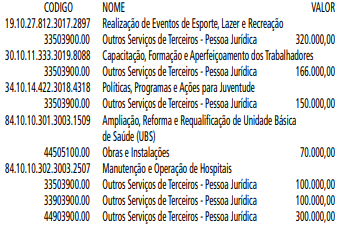 CODIGO NOME VALOR
19.10.27.812.3017.2897 Realização de Eventos de Esporte, Lazer e Recreação
33503900.00 Outros Serviços de Terceiros - Pessoa Jurídica 320.000,00
30.10.11.333.3019.8088 Capacitação, Formação e Aperfeiçoamento dos Trabalhadores
33503900.00 Outros Serviços de Terceiros - Pessoa Jurídica 166.000,00
34.10.14.422.3018.4318 Políticas, Programas e Ações para Juventude
33503900.00 Outros Serviços de Terceiros - Pessoa Jurídica 150.000,00
84.10.10.301.3003.1509 Ampliação, Reforma e Requalificação de Unidade Básica
de Saúde (UBS)
44505100.00 Obras e Instalações 70.000,00
84.10.10.302.3003.2507 Manutenção e Operação de Hospitais
33503900.00 Outros Serviços de Terceiros - Pessoa Jurídica 100.000,00
33903900.00 Outros Serviços de Terceiros - Pessoa Jurídica 100.000,00
44903900.00 Outros Serviços de Terceiros - Pessoa Jurídica 300.000,00